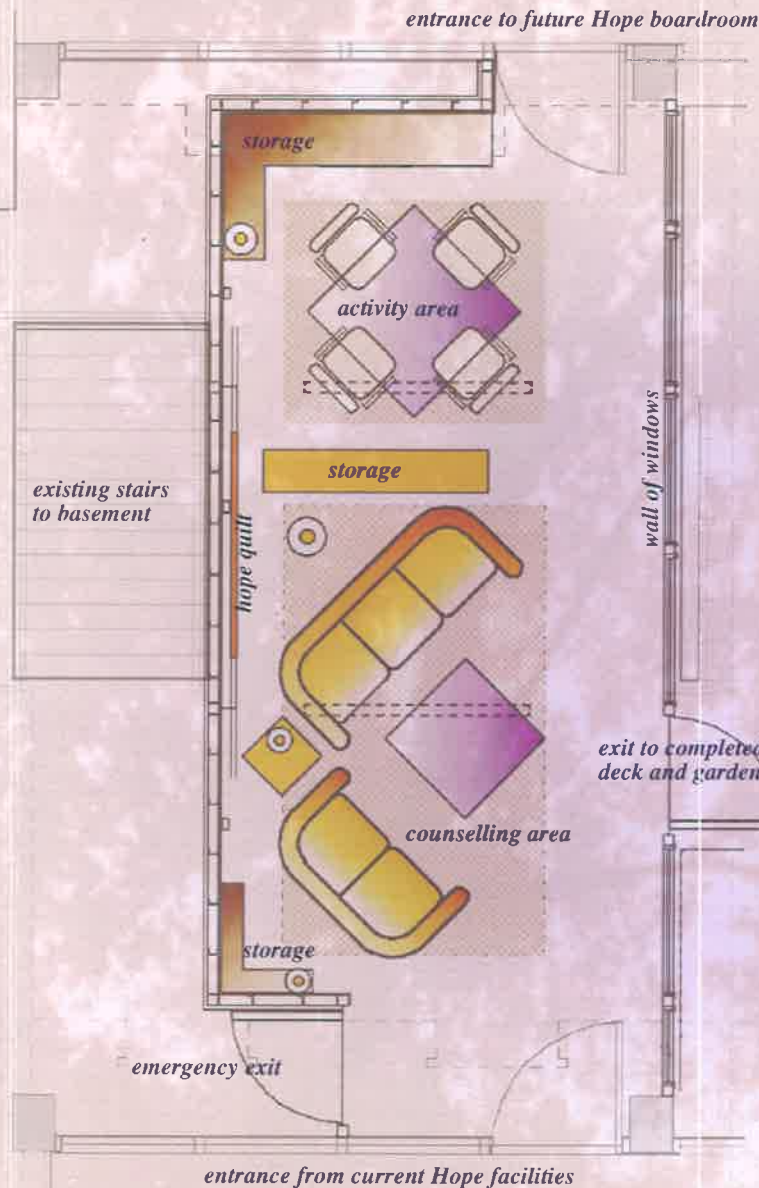 entrance to future Hope boardroom
storage
activity area
storage
existing stairs
to basement
hope quilt
wall of windows
exit to completed
deck and garden
counselling area
storage
emergency exit
entrance from current Hope facilities